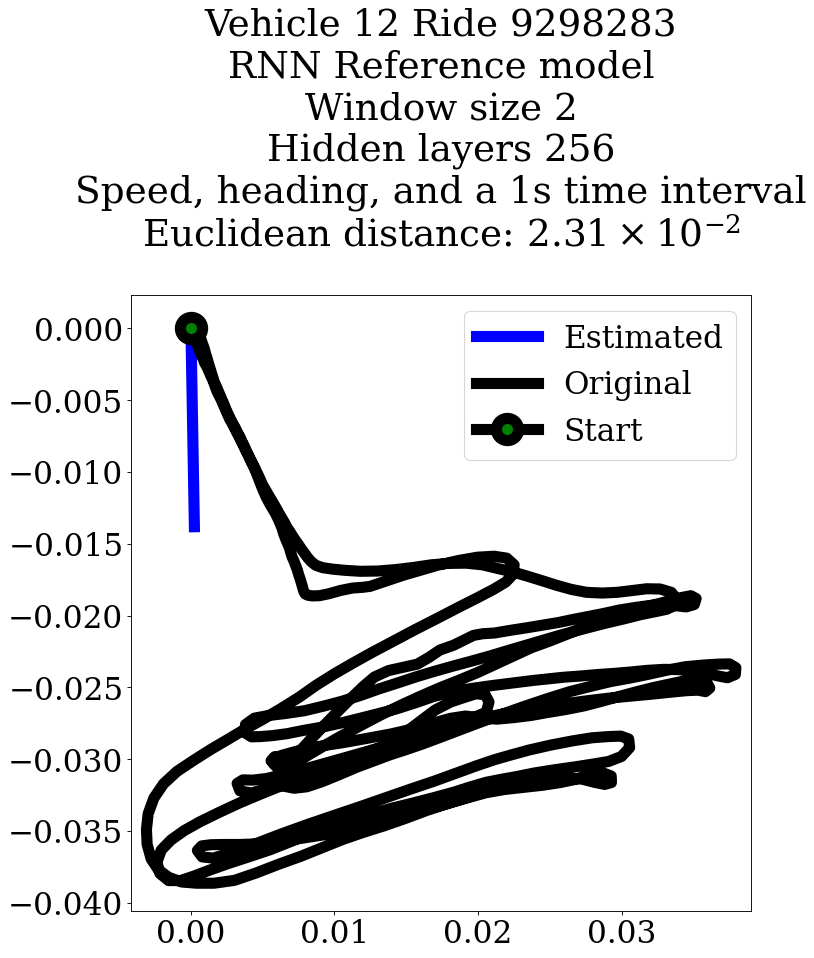 Vehicle 12 Ride 9298283
RNN Reference model
Window size 2
Hidden layers 256
Speed, heading, and a 1s time interval
Euclidean distance: 2.31 × 10⁻²
Estimated
Original
Start
0.000
−0.005
−0.010
−0.015
−0.020
−0.025
−0.030
−0.035
−0.040
0.00 0.01 0.02 0.03